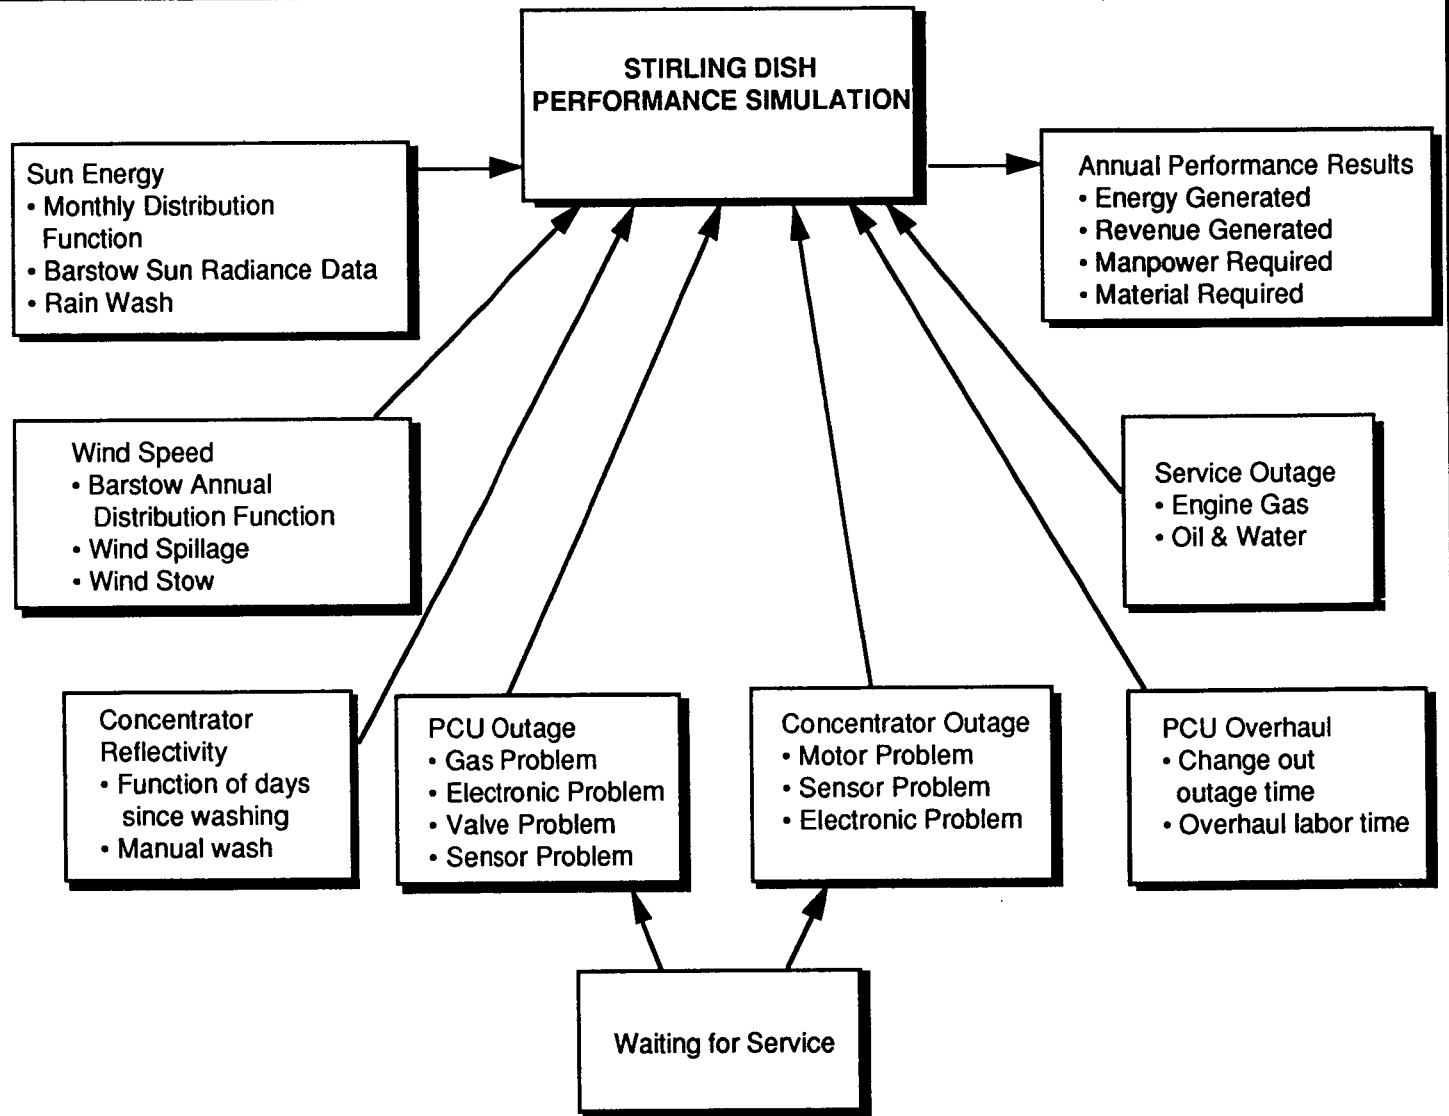 STIRLING DISH
PERFORMANCE SIMULATION
Sun Energy
• Monthly Distribution
Function
• Barstow Sun Radiance Data
• Rain Wash
Annual Performance Results
• Energy Generated
• Revenue Generated
• Manpower Required
• Material Required
Wind Speed
• Barstow Annual
Distribution Function
• Wind Spillage
• Wind Stow
Service Outage
• Engine Gas
• Oil & Water
Concentrator
Reflectivity
• Function of days
since washing
• Manual wash
PCU Outage
• Gas Problem
• Electronic Problem
• Valve Problem
• Sensor Problem
Concentrator Outage
• Motor Problem
• Sensor Problem
• Electronic Problem
PCU Overhaul
• Change out
outage time
• Overhaul labor time
Waiting for Service